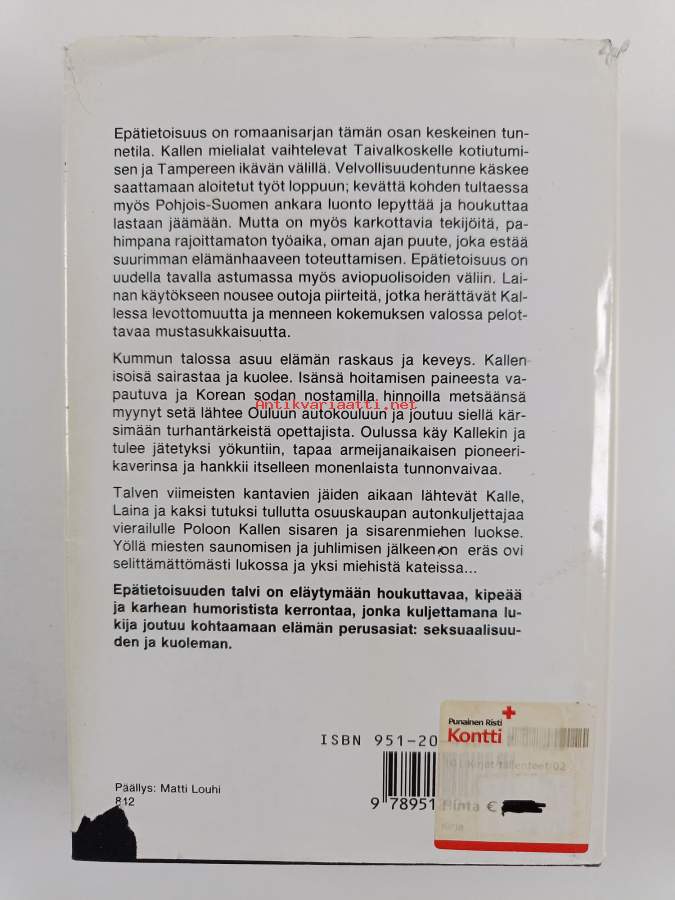 Epätietoisuus on romaanisarjan tämän osan keskeinen tun-
netila. Kallen mielialat vaihtelevat Taivalkoskelle kotiutumi-
sen ja Tampereen ikävän välillä. Velvollisuudentunne käskee
saattamaan aloitetut työt loppuun; kevättä kohden tultaessa
myös Pohjois-Suomen ankara luonto lepyttää ja houkuttaa
lastaan jäämään. Mutta on myös karkottavia tekijöitä, pa-
himpana rajoittamaton työaika, oman ajan puute, joka estää
suurimman elämänhaaveen toteuttamisen. Epätietoisuus on
uudella tavalla astumassa myös aviopuolisoiden väliin. Lai-
nan käytökseen nousee outoja piirteitä, jotka herättävät Kal-
lessa levottomuutta ja menneen kokemuksen valossa pelot-
tavaa mustasukkaisuutta.
Kummun talossa asuu elämän raskaus ja keveys. Kallen
isoisä sairastaa ja kuolee. Isänsä hoitamisen paineesta va-
pautuva ja Korean sodan nostamilla hinnoilla metsäänsä
Antikvariaatti.net
myynyt setä lähtee Ouluun autokouluun ja joutuu siellä kär-
simään turhantärkeistä opettajista. Oulussa käy Kallekin ja
tulee jätetyksi yökuntiin, tapaa armeijanaikaisen pioneeri-
kaverinsa ja hankkii itselleen monenlaista tunnonvaivaa.
Talven viimeisten kantavien jäiden aikaan lähtevät Kalle,
Laina ja kaksi tutuksi tullutta osuuskaupan autonkuljettajaa
vierailulle Poloon Kallen sisaren ja sisarenmiehen luokse.
Yöllä miesten saunomisen ja juhlimisen jälkeen on eräs ovi
selittämättömästi lukossa ja yksi miehistä kateissa...
Epätietoisuuden talvi on eläytymään houkuttavaa, kipeää
ja karhean humoristista kerrontaa, jonka kuljettamana lu-
kija joutuu kohtaamaan elämän perusasiat: seksuaalisuu-
den ja kuoleman.
ISBN 951-20
Punainen Risti
Kontti
Päällys: Matti Louhi
812
9 78951
Hinta €
Kirja